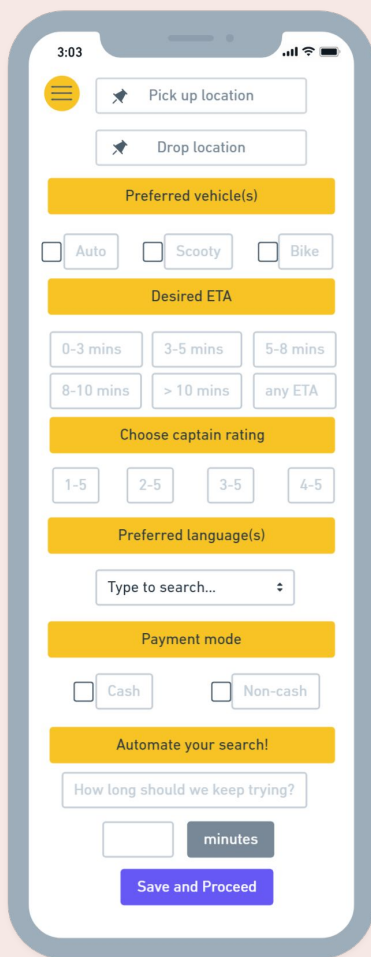 3:03
Pick up location
Drop location
Preferred vehicle(s)
Auto Scooty Bike
Desired ETA
0-3 mins 3-5 mins 5-8 mins
8-10 mins > 10 mins any ETA
Choose captain rating
1-5 2-5 3-5 4-5
Preferred language(s)
Type to search...
Payment mode
Cash Non-cash
Automate your search!
How long should we keep trying?
minutes
Save and Proceed